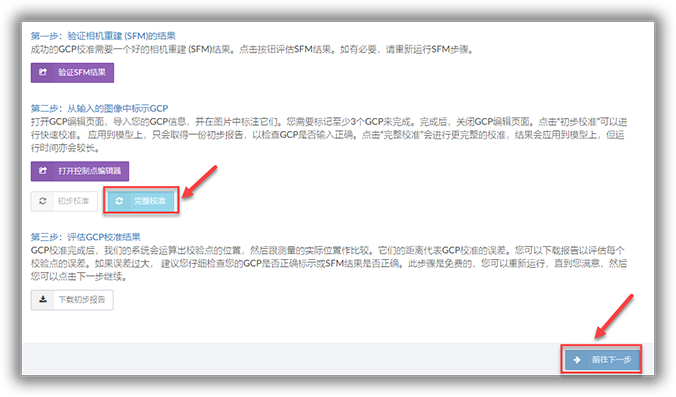 第一步：验证相机重建 (SFM)的结果
成功的GCP校准需要一个好的相机重建 (SFM)结果。点击按钮评估SFM结果。如有必要，请重新运行SFM步骤。
验证SFM结果
第二步：从输入的图像中标示GCP
打开GCP编辑页面，导入您的GCP信息，并在图片中标注它们。您需要标记至少3个GCP来完成。完成后，关闭GCP编辑页面。点击“初步校准”可以进
行快速校准。 应用到模型上，只会取得一份初步报告，以检查GCP是否输入正确。点击“完整校准”会进行更完整的校准，结果会应用到模型上，但运
行时间亦会较长。
打开控制点编辑器
初步校准
完整校准
第三步：评估GCP校准结果
GCP校准完成后，我们的系统会运算出校验点的位置，然后跟测量的实际位置作比较。它们的距离代表GCP校准的误差。您可以下载报告以评估每个
校验点的误差。如果误差过大， 建议您仔细检查您的GCP是否正确标示或SFM结果是否正确。此步骤是免费的，您可以重新运行，直到您满意，然后
您可以点击下一步继续。
下载初步报告
前往下一步